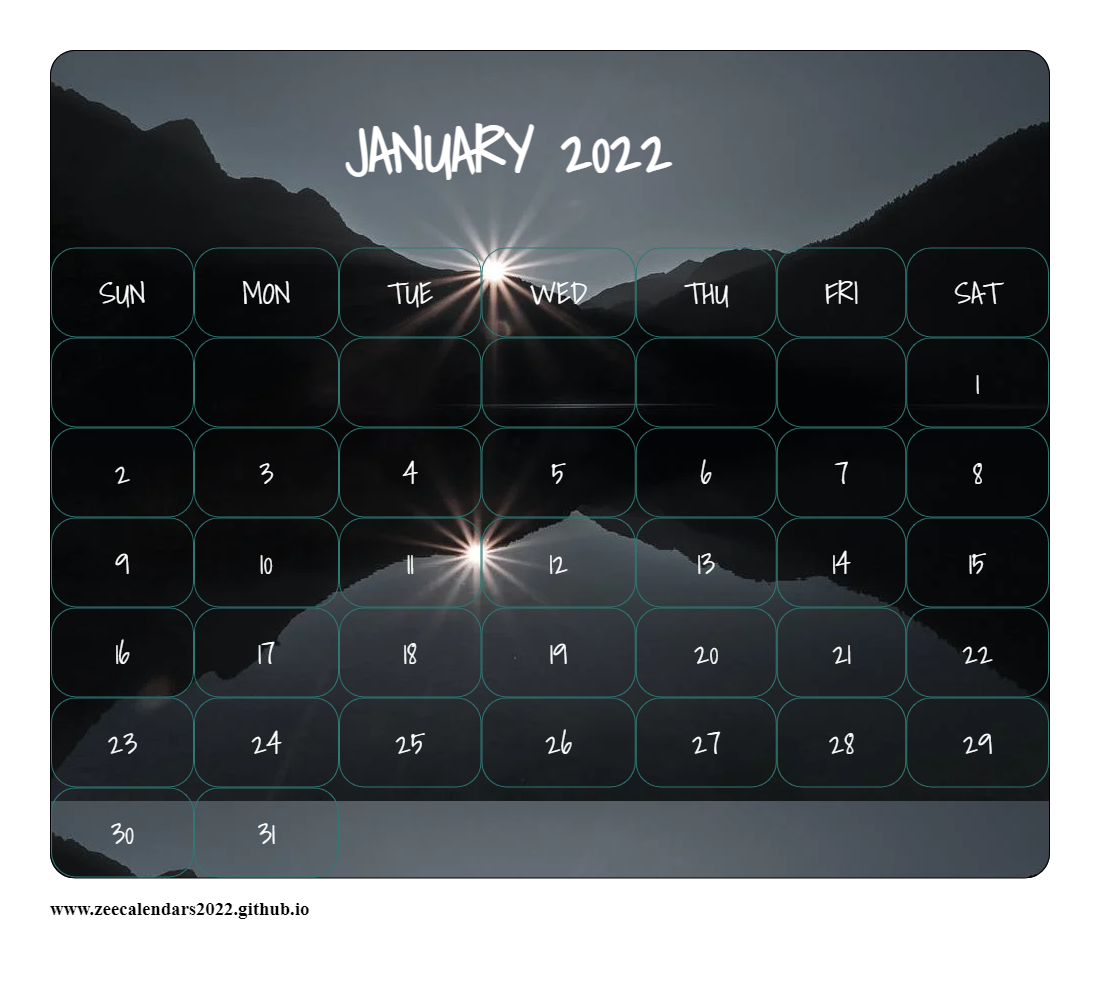 JANUARY 2022
SUN MON TUE WED THU FRI SAT
1
2 3 4 5 6 7 8
9 10 11 12 13 14 15
16 17 18 19 20 21 22
23 24 25 26 27 28 29
30 31
www.zeecalendars2022.github.io